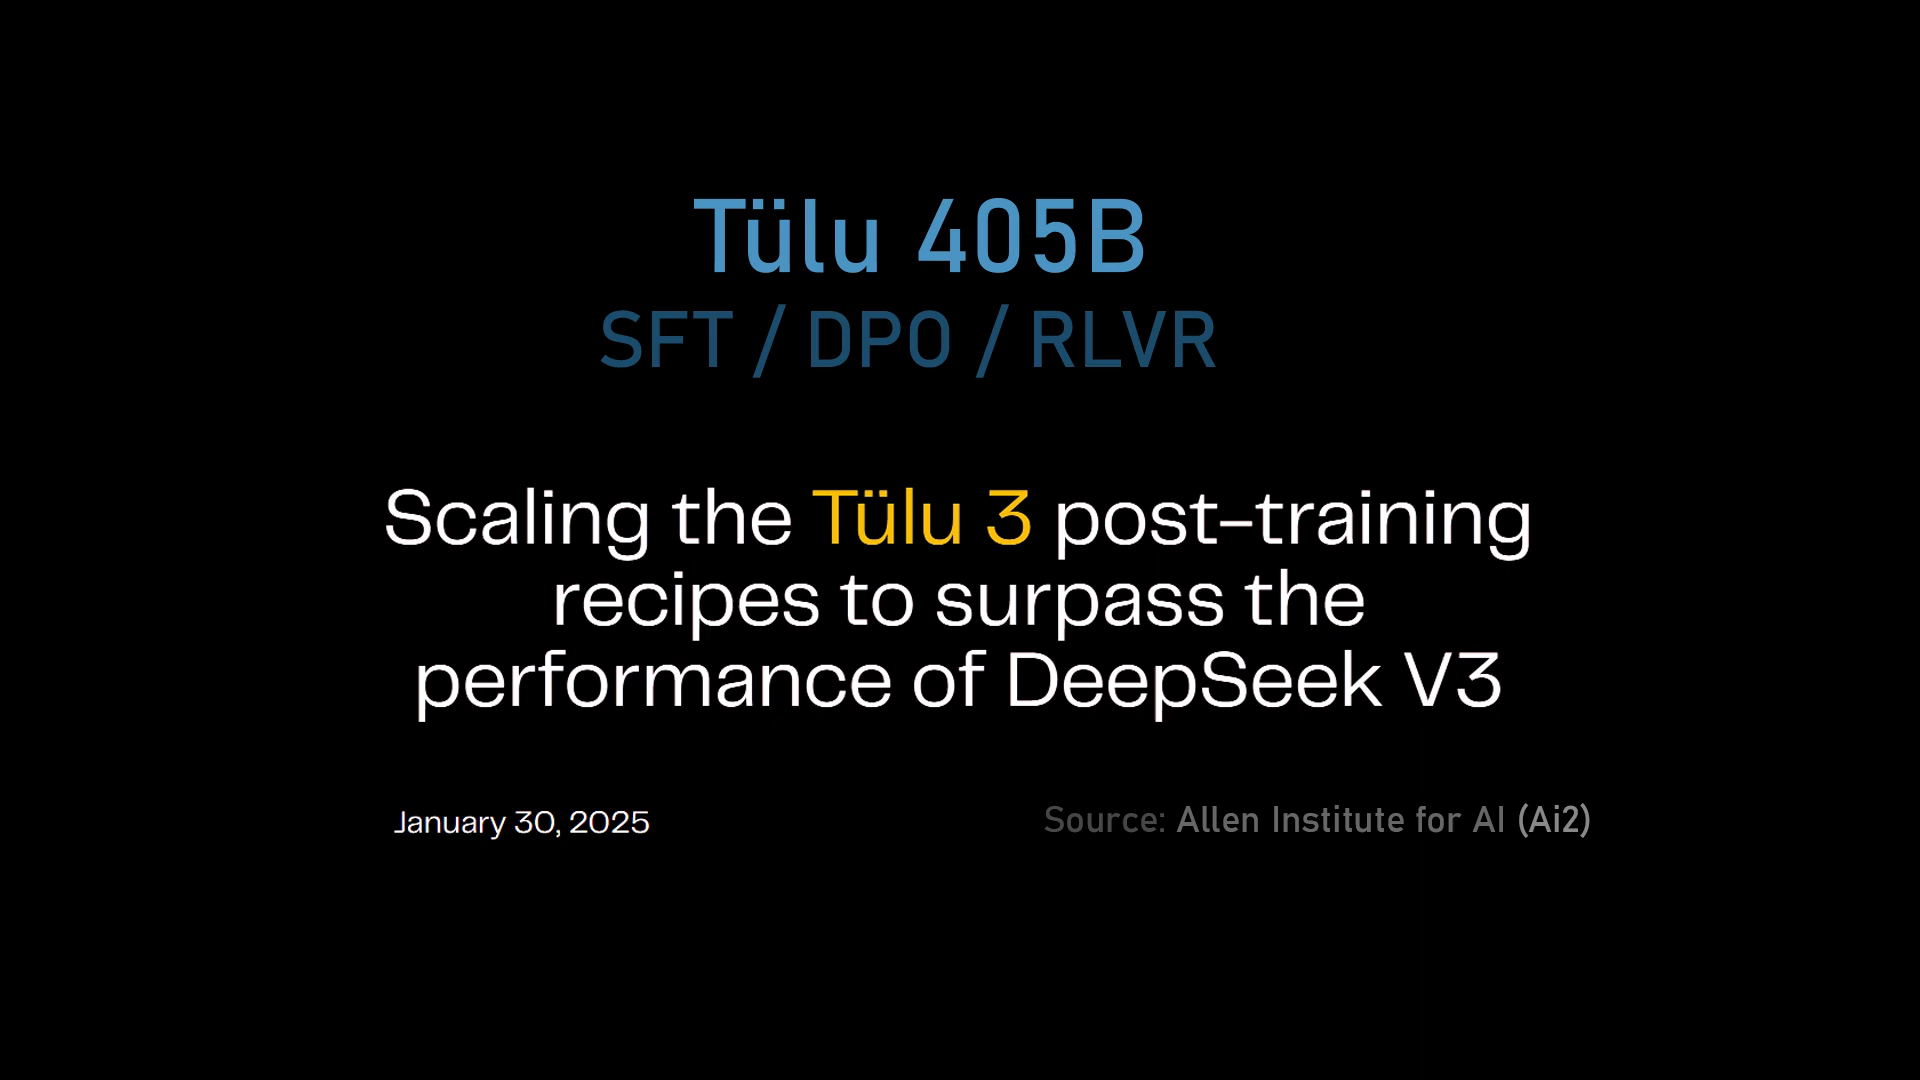 Tülu 405B
SFT / DPO / RLVR
Scaling the Tülu 3 post-training
recipes to surpass the
performance of DeepSeek V3
January 30, 2025
Source: Allen Institute for AI (Ai2)